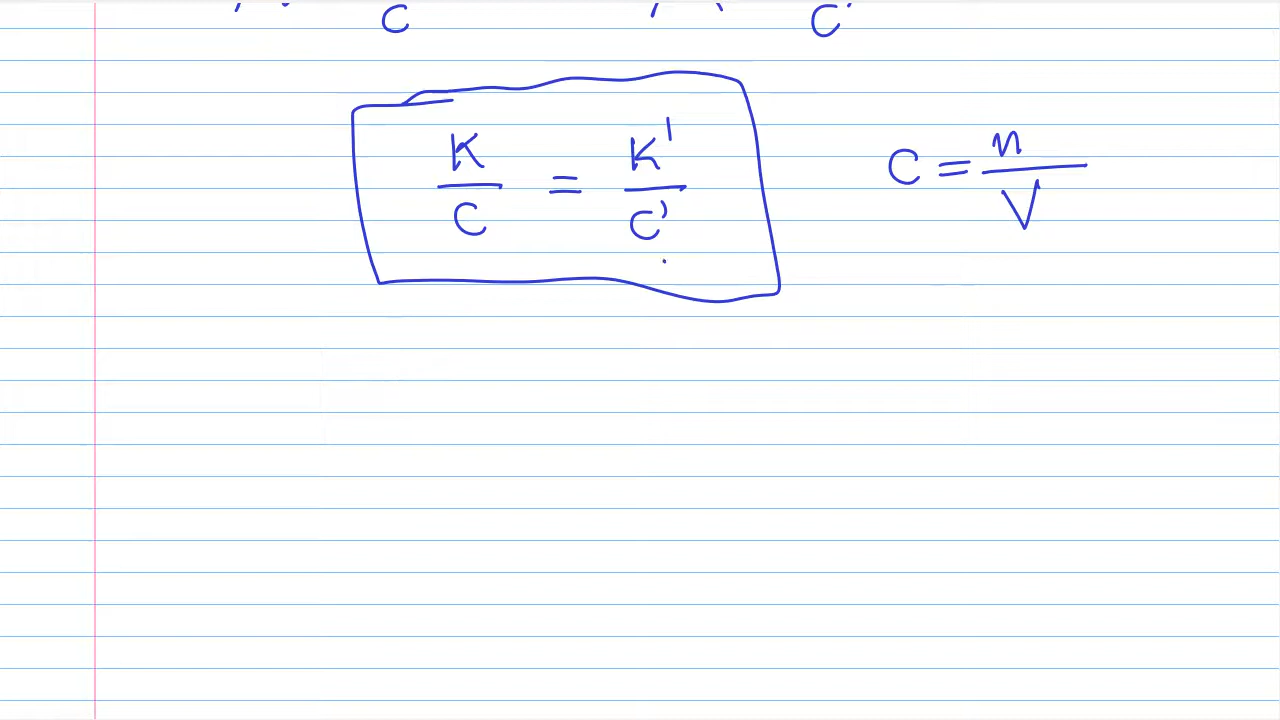 C C'
K/C = K'/C' C = n/V